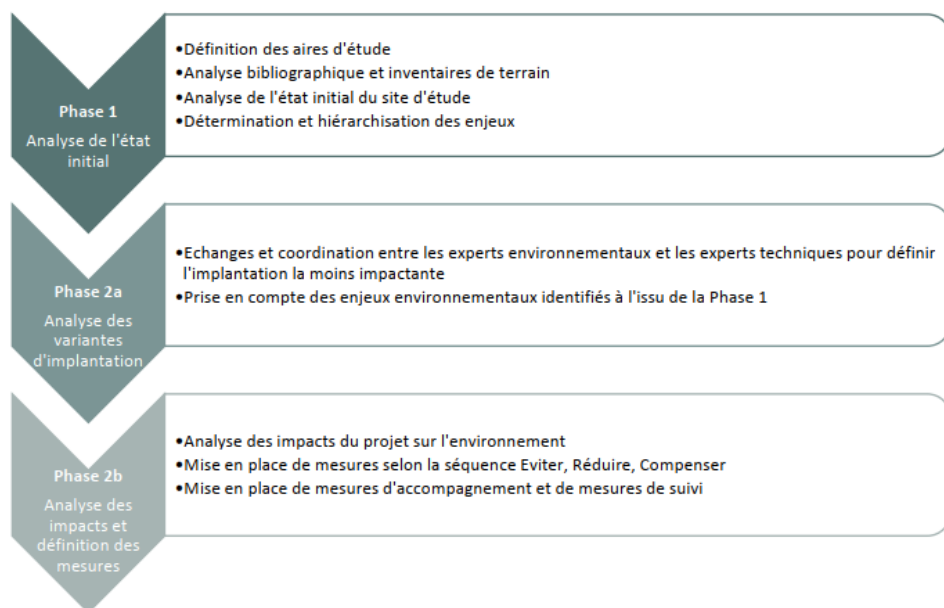 Phase 1
Analyse de l'état
initial
•Définition des aires d'étude
•Analyse bibliographique et inventaires de terrain
•Analyse de l'état initial du site d'étude
•Détermination et hiérarchisation des enjeux
Phase 2a
Analyse des
variantes
d'implantation
•Echanges et coordination entre les experts environnementaux et les experts techniques pour définir
l'implantation la moins impactante
•Prise en compte des enjeux environnementaux identifiés à l'issu de la Phase 1
Phase 2b
Analyse des
impacts et
définition des
mesures
•Analyse des impacts du projet sur l'environnement
•Mise en place de mesures selon la séquence Eviter, Réduire, Compenser
•Mise en place de mesures d'accompagnement et de mesures de suivi